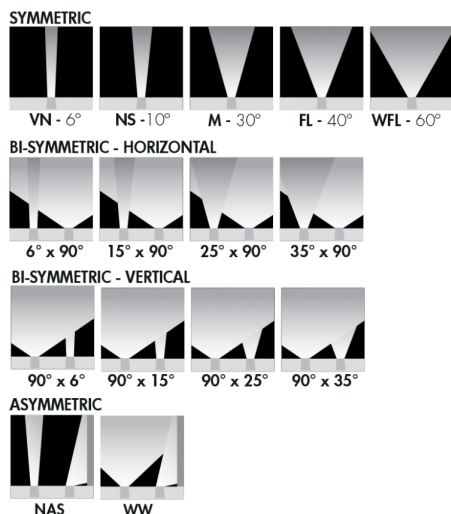 SYMMETRIC
VN - 6° NS -10° M - 30° FL - 40° WFL - 60°
BI-SYMMETRIC - HORIZONTAL
6° x 90° 15° x 90° 25° x 90° 35° x 90°
BI-SYMMETRIC - VERTICAL
90° x 6° 90° x 15° 90° x 25° 90° x 35°
ASYMMETRIC
NAS WW